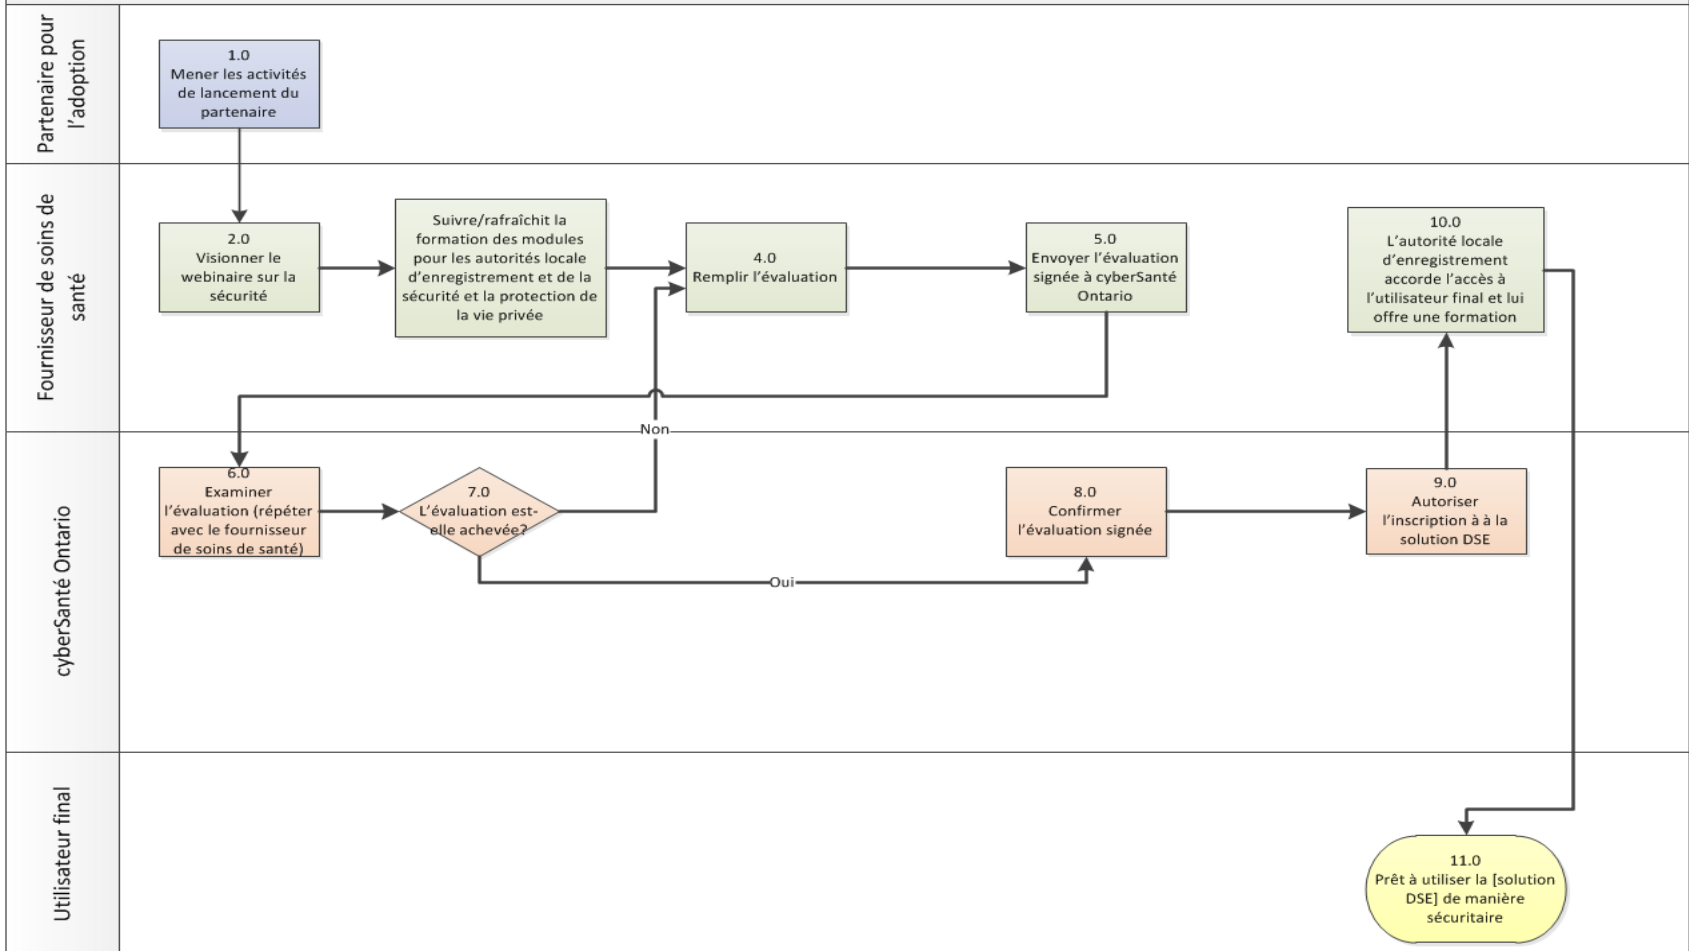 Partenaire pour
l'adoption
1.0
Mener les activités
de lancement du
partenaire
Fournisseur de soins de
santé
2.0
Visionner le
webinaire sur la
sécurité
Suivre/rafraîchit la
formation des modules
pour les autorités locale
d'enregistrement et de la
sécurité et la protection de
la vie privée
4.0
Remplir l'évaluation
5.0
Envoyer l'évaluation
signée à cyberSanté
Ontario
10.0
L'autorité locale
d'enregistrement
accorde l'accès à
l'utilisateur final et lui
offre une formation
Non
cyberSanté Ontario
6.0
Examiner
l'évaluation (répéter
avec le fournisseur
de soins de santé)
7.0
L'évaluation est-
elle achevée?
Oui
8.0
Confirmer
l'évaluation signée
9.0
Autoriser
l'inscription à à la
solution DSE
Utilisateur final
11.0
Prêt à utiliser la [solution
DSE] de manière
sécuritaire